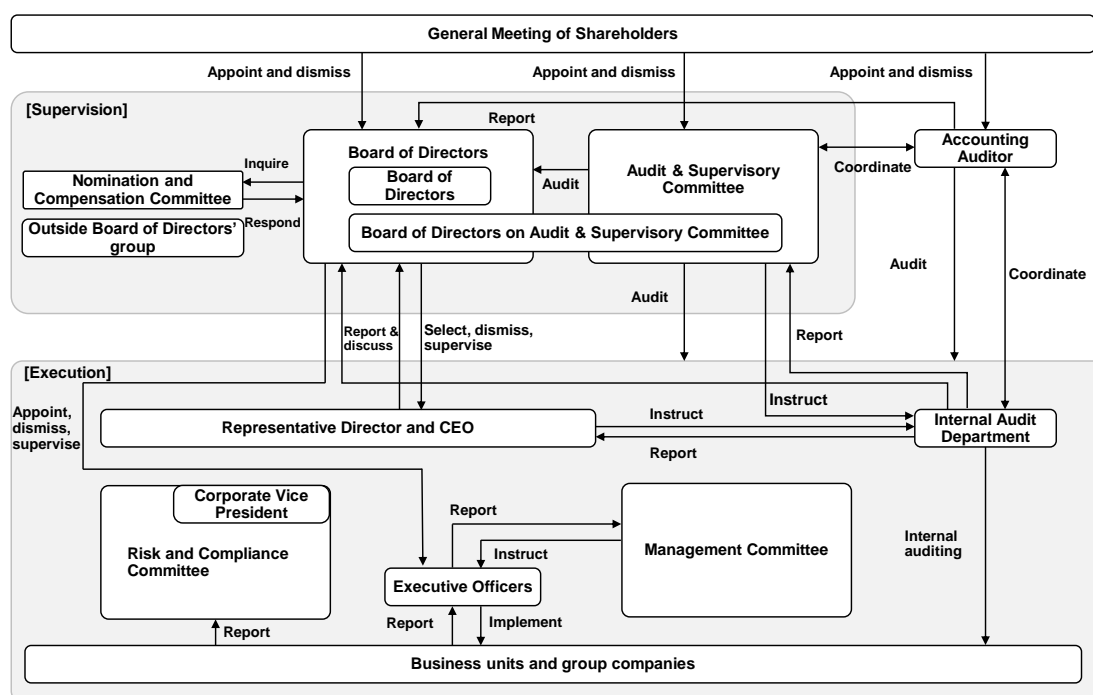 General Meeting of Shareholders
Appoint and dismiss
Appoint and dismiss
Appoint and dismiss
[Supervision]
Report
Board of Directors
Board of
Directors
Audit
Audit & Supervisory
Committee
Coordinate
Accounting
Auditor
Inquire
Nomination and
Compensation Committee
Respond
Outside Board of Directors'
group
Board of Directors on Audit & Supervisory Committee
Audit
Audit
Coordinate
Report &
discuss
Select, dismiss,
supervise
Report
[Execution]
Appoint,
dismiss,
supervise
Representative Director and CEO
Instruct
Instruct
Report
Internal Audit
Department
Corporate Vice
President
Risk and Compliance
Committee
Report
Instruct
Management Committee
Internal
auditing
Executive Officers
Report
Report
Implement
Business units and group companies